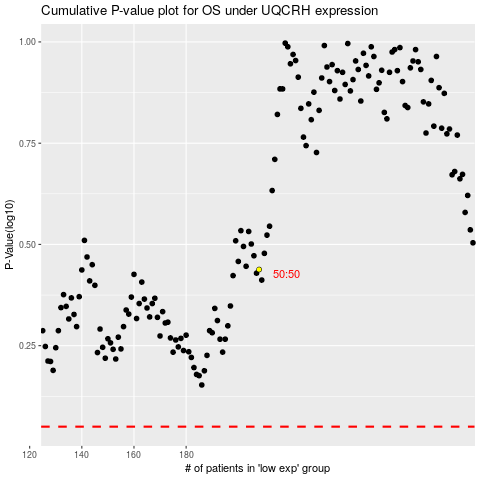 Cumulative P-value plot for OS under UQCRH expression
P-Value(log10)
1.00
0.75
0.50
0.25
50:50
120 140 160 180
# of patients in 'low exp' group